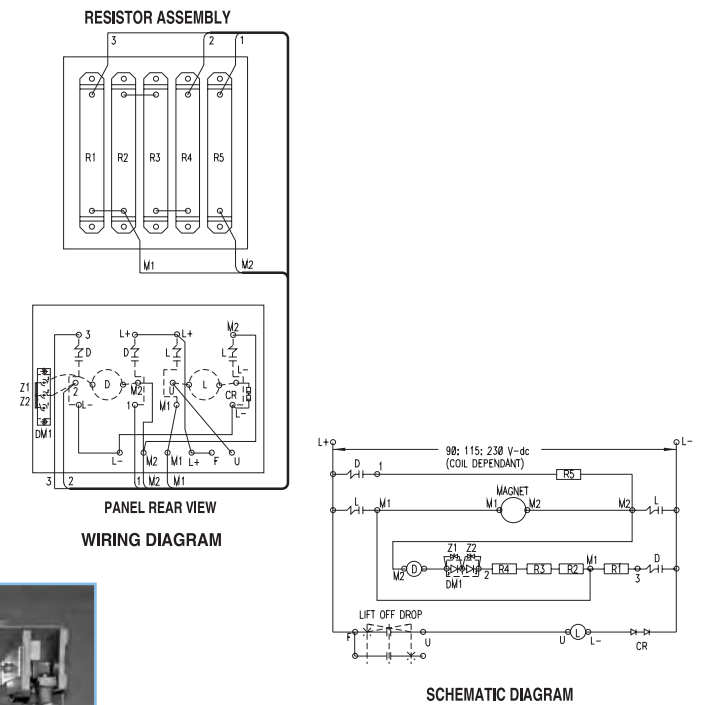 RESISTOR ASSEMBLY
3 2 1
R1 R2 R3 R4 R5
M1 M2
3 L+ L+ M2
D D L L
L-
Z1 2 D M2 U L CR
Z2
L- 1 M1 L-
DM1
L- M2 M1 L+ F U
3 2 1 M2 M1
PANEL REAR VIEW
WIRING DIAGRAM
L+ L-
90; 115; 230 V-dc
(COIL DEPENDANT)
D 1 R5
MAGNET
L M1 M1 M2 M2 L
Z1 Z2 M1 D
M2 D 2 R4 R3 R2 R1 3
DM1
LIFT OFF DROP
F U U L L- CR
SCHEMATIC DIAGRAM